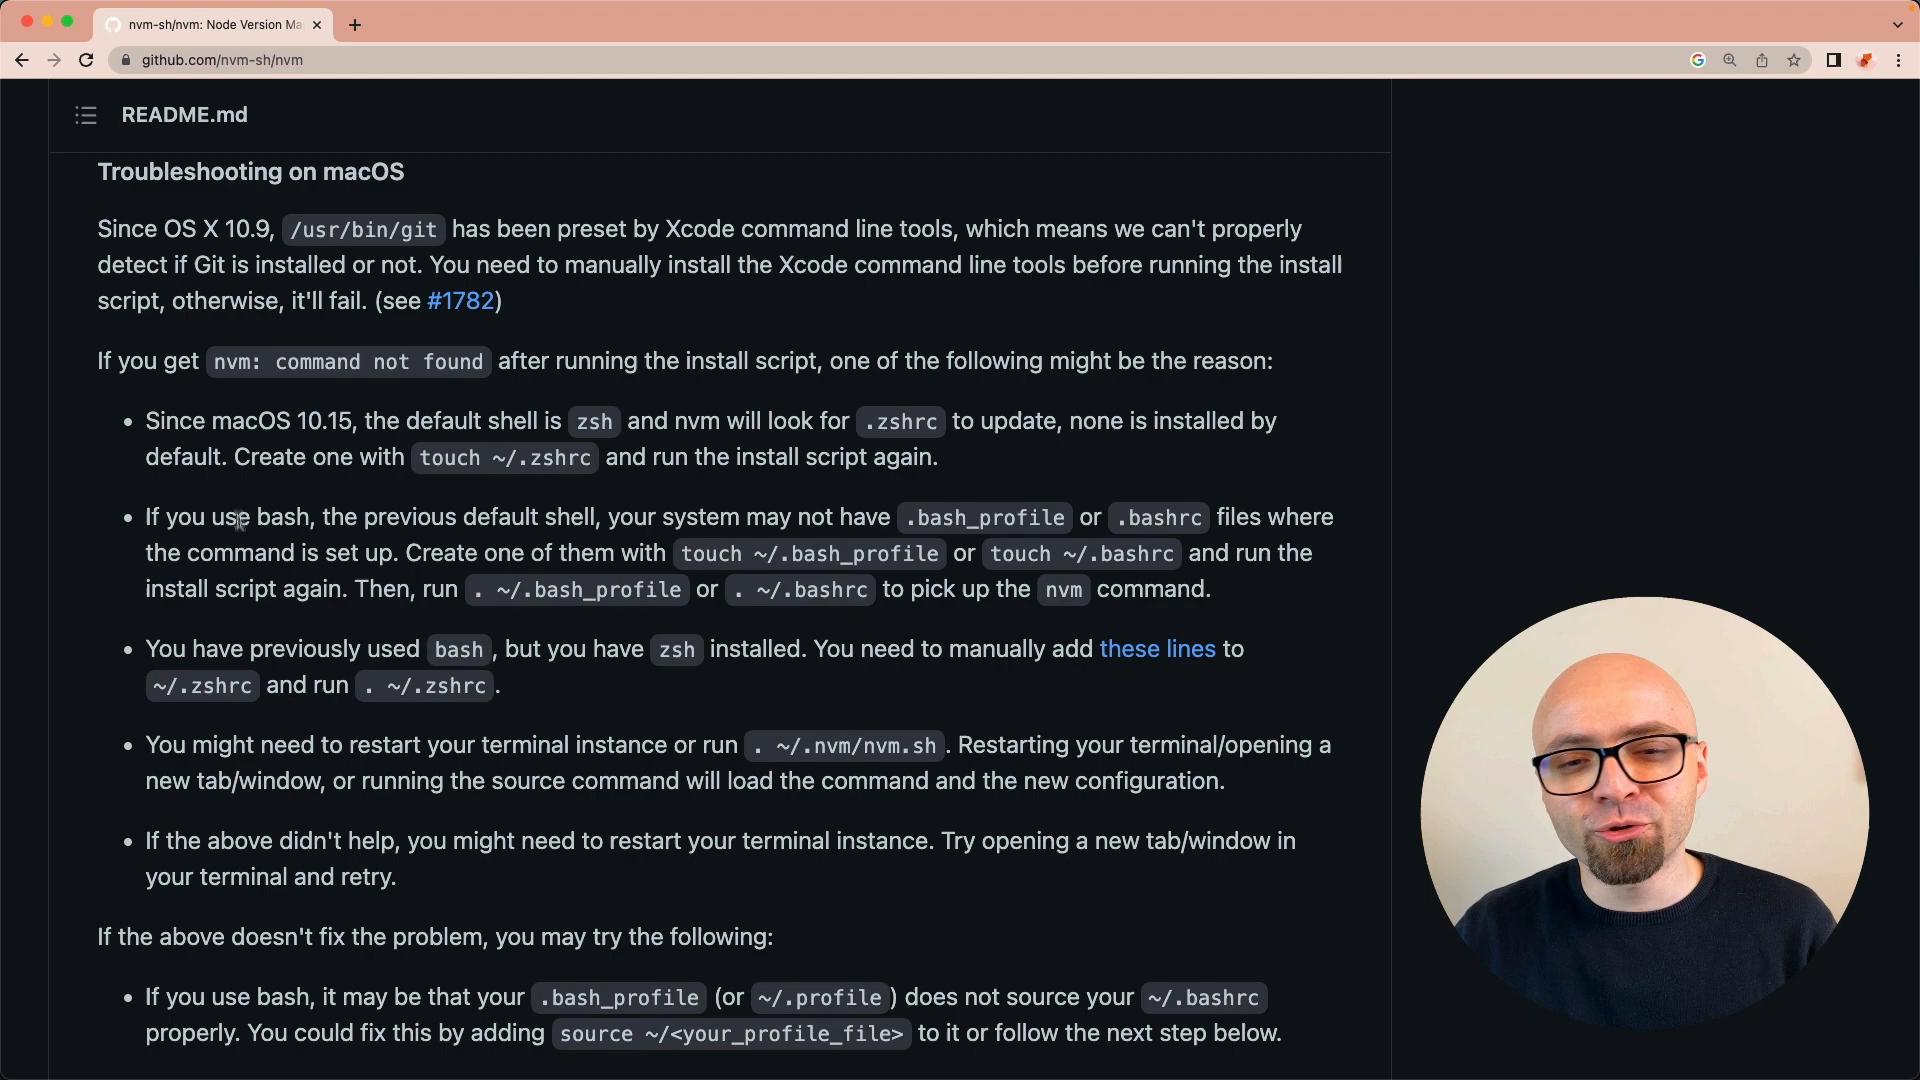 nvm-sh/nvm: Node Version Ma
github.com/nvm-sh/nvm
README.md
Troubleshooting on macOS
Since OS X 10.9, /usr/bin/git has been preset by Xcode command line tools, which means we can't properly
detect if Git is installed or not. You need to manually install the Xcode command line tools before running the install
script, otherwise, it'll fail. (see #1782)
If you get nvm: command not found after running the install script, one of the following might be the reason:
• Since macOS 10.15, the default shell is zsh and nvm will look for .zshrc to update, none is installed by
default. Create one with touch ~/.zshrc and run the install script again.
• If you use bash, the previous default shell, your system may not have .bash_profile or .bashrc files where
the command is set up. Create one of them with touch ~/.bash_profile or touch ~/.bashrc and run the
install script again. Then, run . ~/.bash_profile or . ~/.bashrc to pick up the nvm command.
• You have previously used bash, but you have zsh installed. You need to manually add these lines to
~/.zshrc and run . ~/.zshrc.
• You might need to restart your terminal instance or run . ~/.nvm/nvm.sh. Restarting your terminal/opening a
new tab/window, or running the source command will load the command and the new configuration.
• If the above didn't help, you might need to restart your terminal instance. Try opening a new tab/window in
your terminal and retry.
If the above doesn't fix the problem, you may try the following:
• If you use bash, it may be that your .bash_profile (or ~/.profile) does not source your ~/.bashrc
properly. You could fix this by adding source ~/<your_profile_file> to it or follow the next step below.